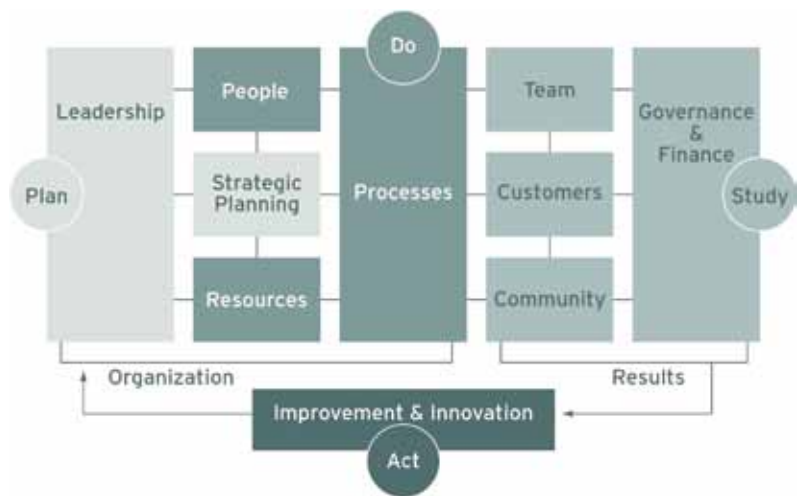 Do
People
Team
Leadership
Governance
&
Finance
Plan
Strategic
Planning
Processes
Customers
Study
Resources
Community
Organization
Results
Improvement & Innovation
Act